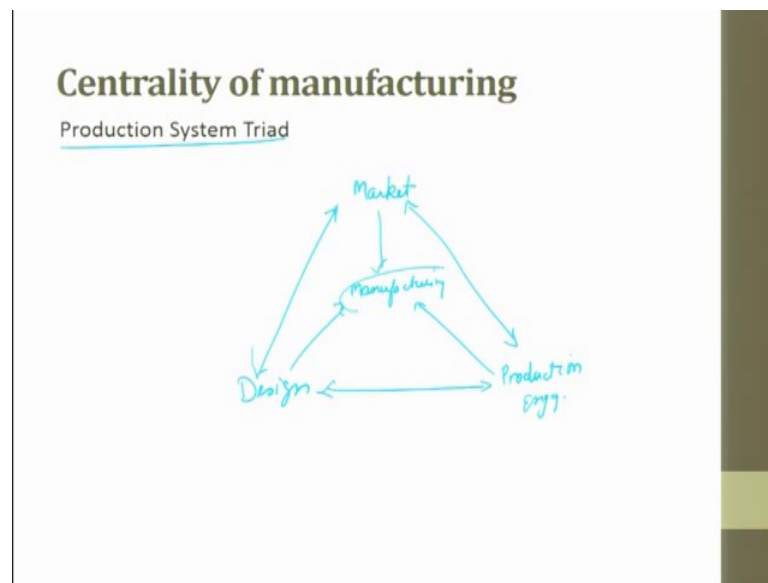 Centrality of manufacturing
Production System Triad
Market
Manufacturing
Design
Production
Engg.